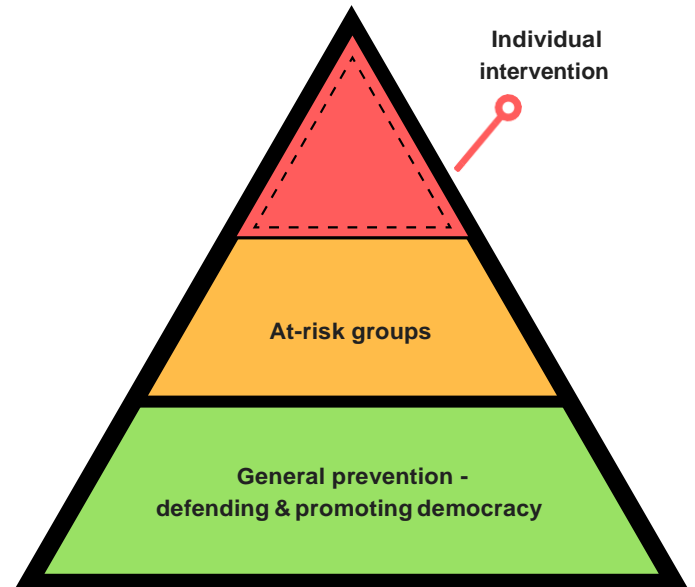 Individual
intervention
At-risk groups
General prevention -
defending & promoting democracy